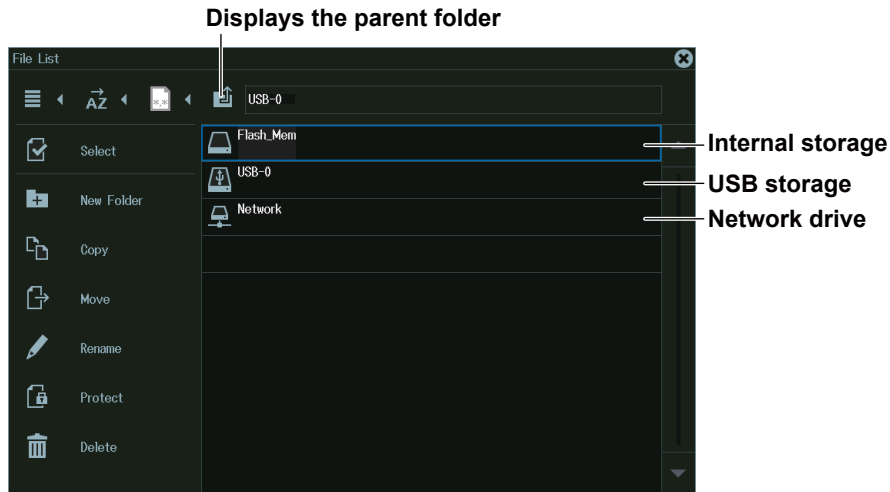 Displays the parent folder
File List
AZ
*.*
USB-0
Select
Flash_Mem
Internal storage
USB-0
USB storage
New Folder
Network
Network drive
Copy
Move
Rename
Protect
Delete